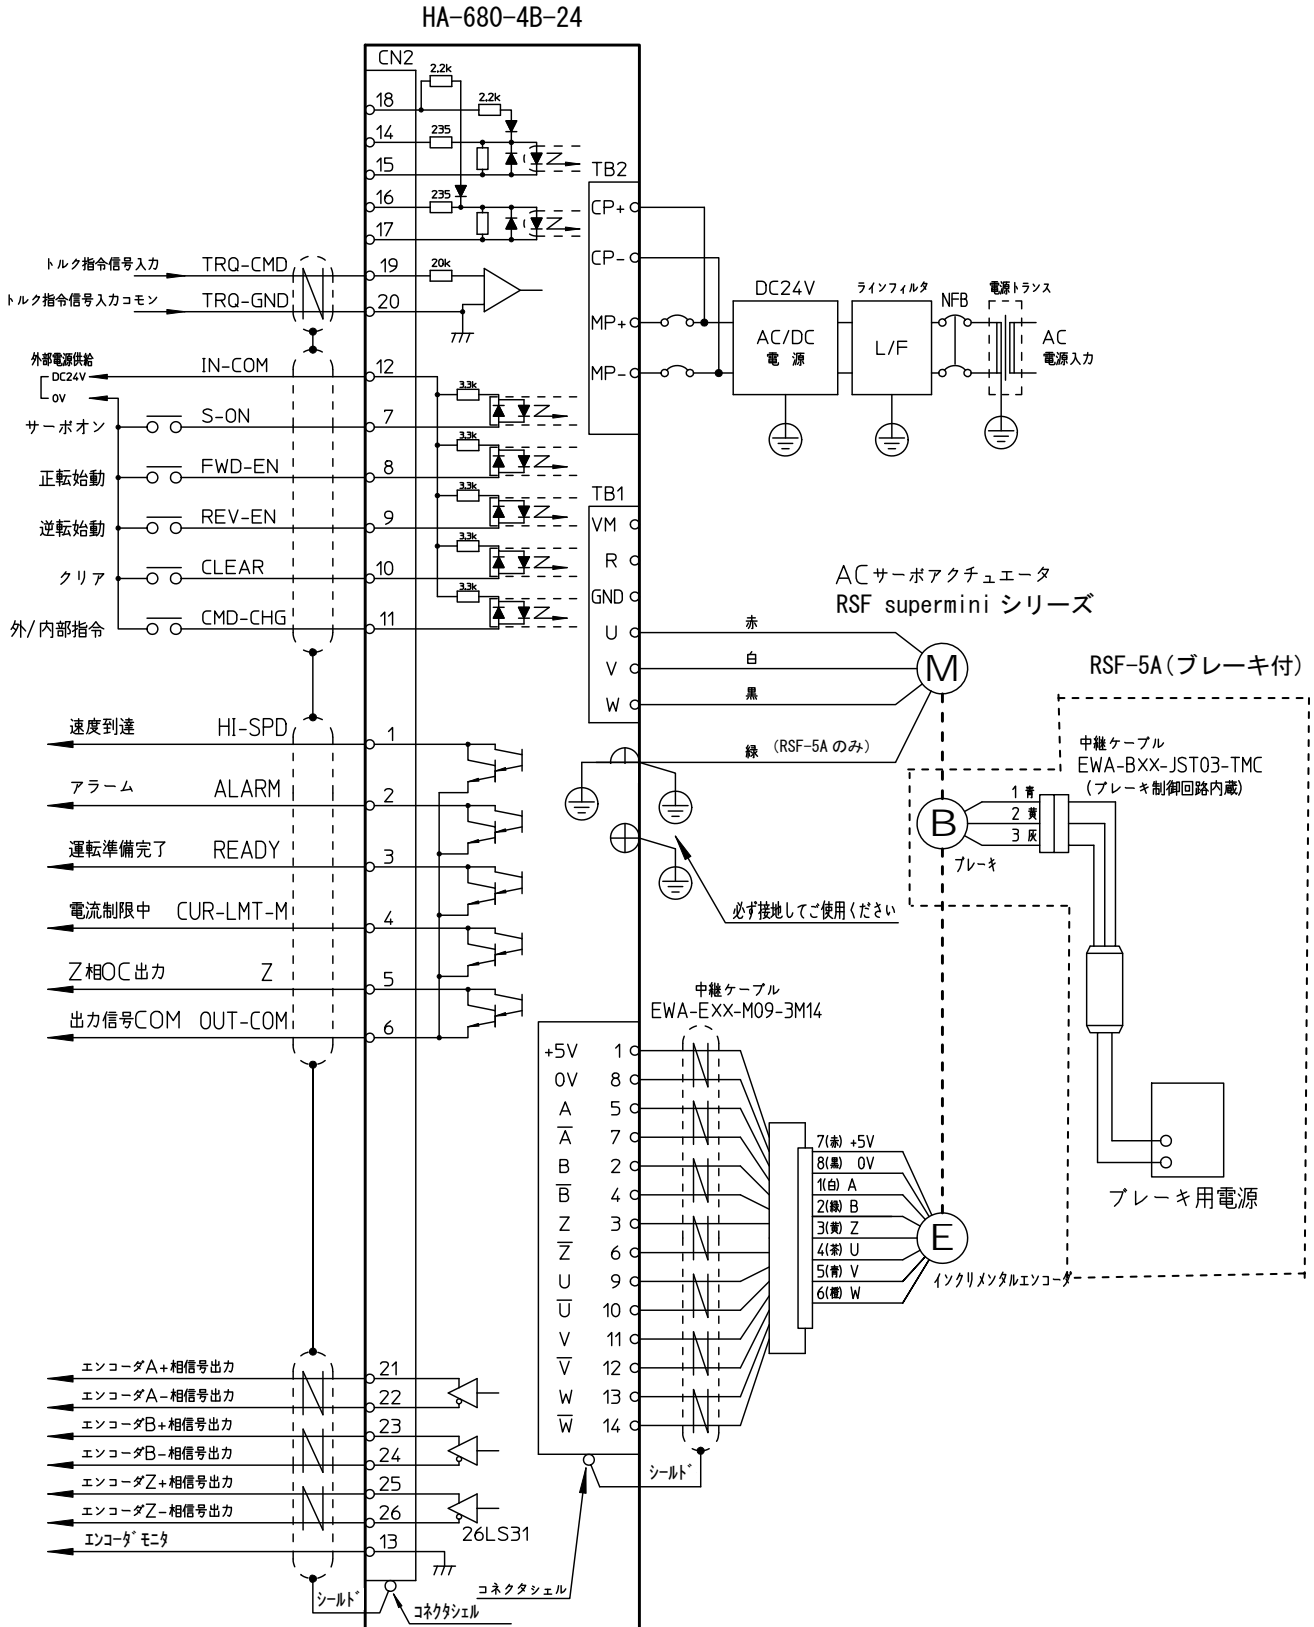 HA-680-4B-24
CN2
2.2k
18
2.2k
14
235
15
16
235
17
トルク指令信号入力 TRQ-CMD 19 20k
トルク指令信号入力コモン TRQ-GND 20
外部電源供給
DC24V
0V
IN-COM 12
3.3k
サーボオン S-ON 7
3.3k
正転始動 FWD-EN 8
3.3k
逆転始動 REV-EN 9
3.3k
クリア CLEAR 10
3.3k
外/内部指令 CMD-CHG 11
速度到達 HI-SPD 1
アラーム ALARM 2
運転準備完了 READY 3
電流制限中 CUR-LMT-M 4
Z相OC出力 Z 5
出力信号COM OUT-COM 6
エンコーダA+相信号出力 21
エンコーダA-相信号出力 22
エンコーダB+相信号出力 23
エンコーダB-相信号出力 24
エンコーダZ+相信号出力 25
エンコーダZ-相信号出力 26
26LS31
エンコーダモニタ 13
シールド
コネクタシェル
コネクタシェル
TB2
CP+
CP-
MP+
MP-
DC24V
AC/DC
電 源
ラインフィルタ
L/F
NFB
電源トランス
AC
電源入力
TB1
VM
R
GND
U 赤
V 白
W 黒
緑 (RSF-5Aのみ)
ACサーボアクチュエータ
RSF supermini シリーズ
M
RSF-5A(ブレーキ付)
中継ケーブル
EWA-BXX-JST03-TMC
(ブレーキ制御回路内蔵)
1 青
2 黄
3 灰
B
ブレーキ
必ず接地してご使用ください
ブレーキ用電源
中継ケーブル
EWA-EXX-M09-3M14
+5V 1
0V 8
A 5
A̅ 7
B 2
B̅ 4
Z 3
Z̅ 6
U 9
U̅ 10
V 11
V̅ 12
W 13
W̅ 14
シールド
7(赤) +5V
8(黒) 0V
1(白) A
2(緑) B
3(黄) Z
4(茶) U
5(青) V
6(橙) W
E
インクリメンタルエンコーダ